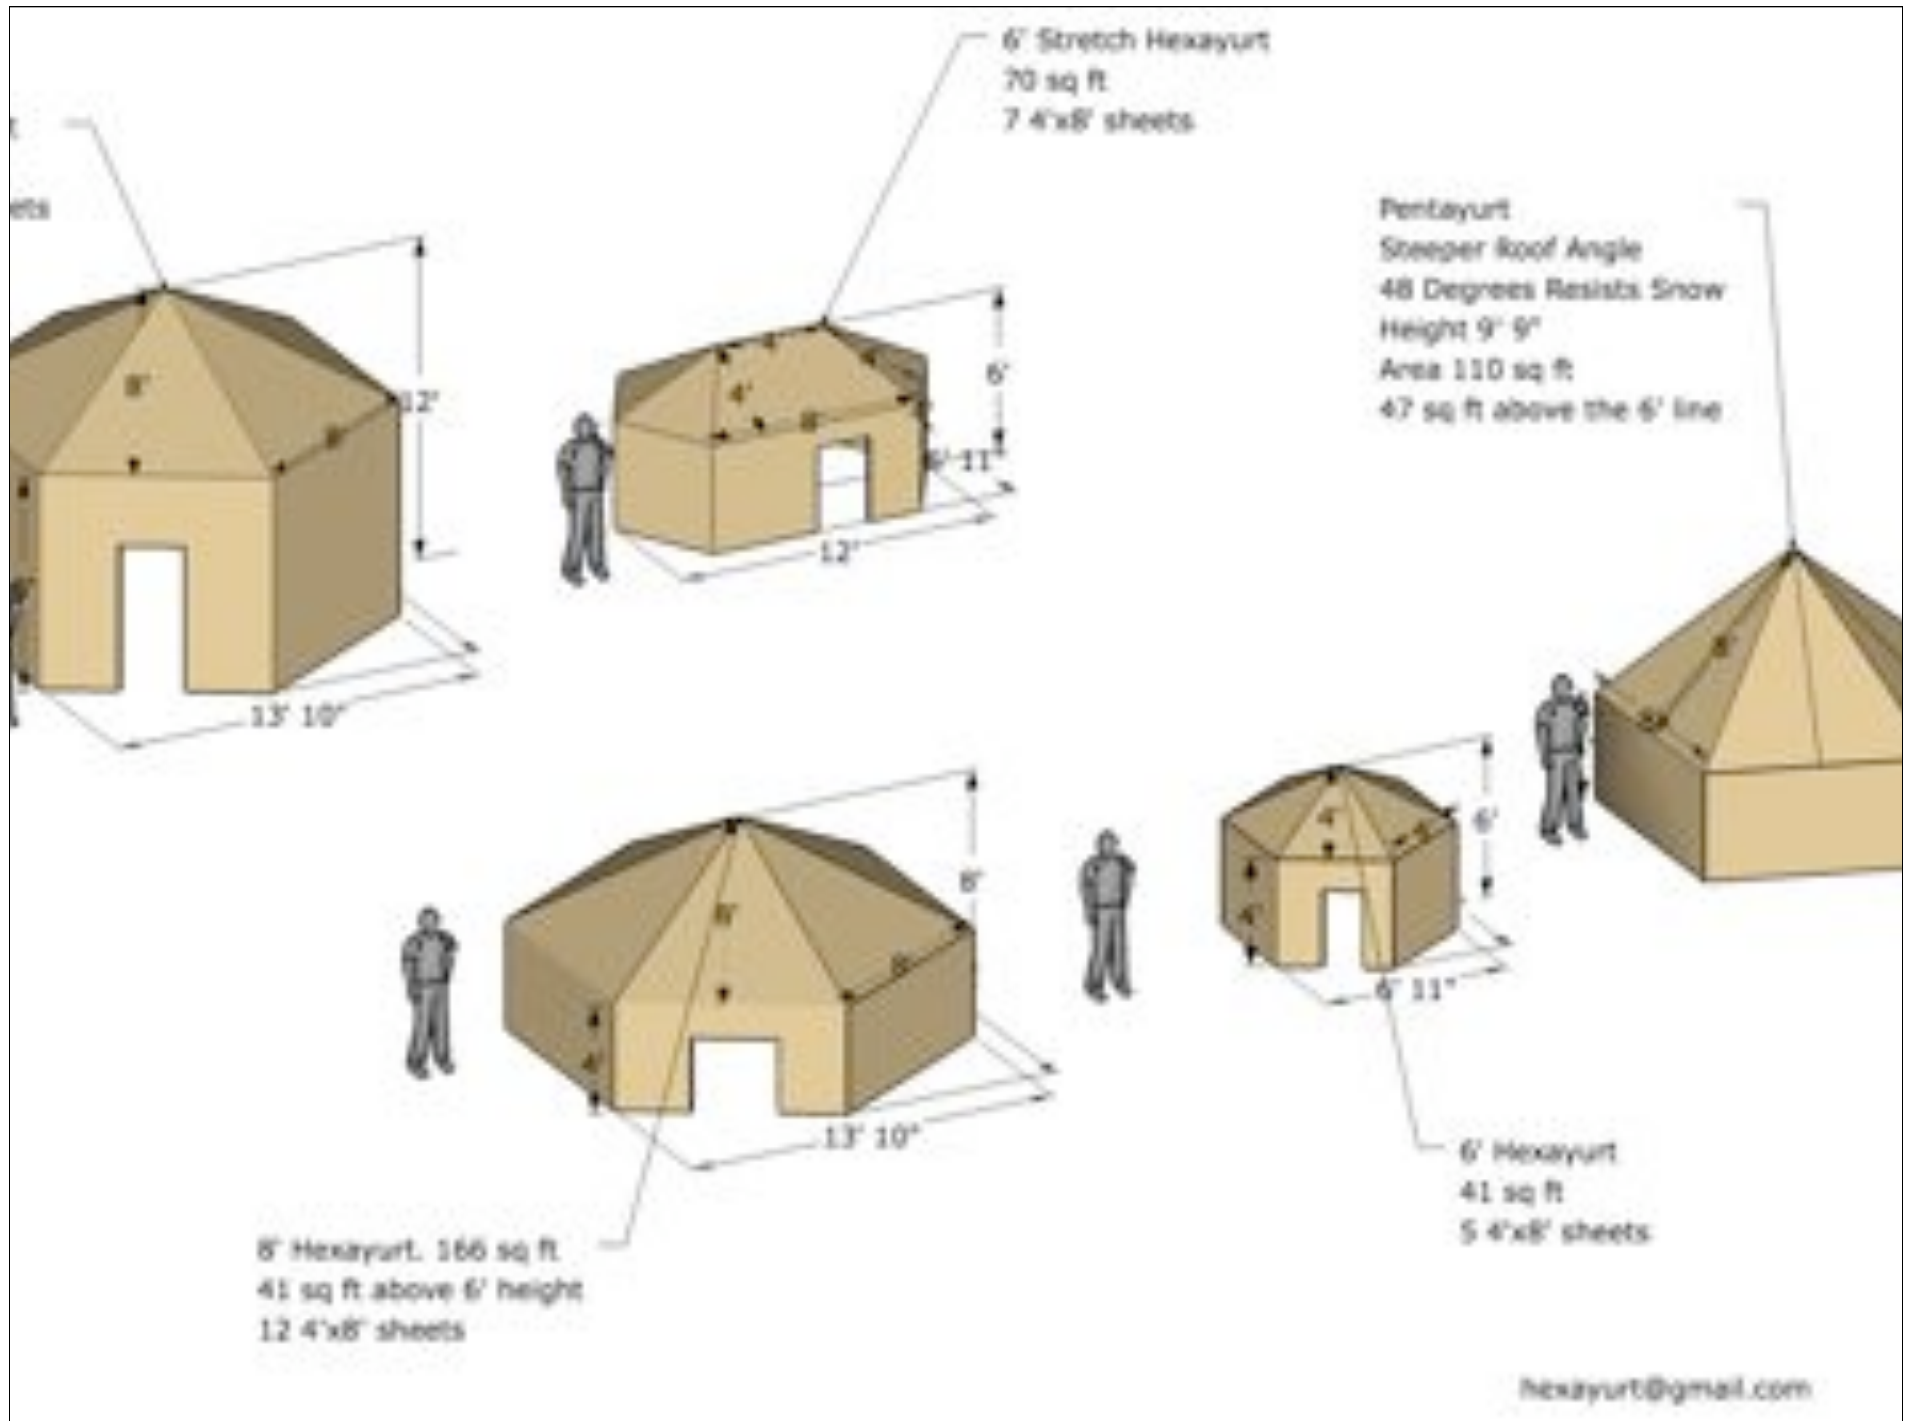 6' Stretch Hexayurt
70 sq ft
7 4'x8' sheets
ets
Pentayurt
Steeper Roof Angle
48 Degrees Resists Snow
Height 9' 9"
Area 110 sq ft
47 sq ft above the 6' line
8'
12'
13' 10"
4'
8'
6'
12'
8'
8'
8'
4'
13' 10"
4'
6'
4'
6' 11"
8' Hexayurt. 166 sq ft
41 sq ft above 6' height
12 4'x8' sheets
6' Hexayurt
41 sq ft
5 4'x8' sheets
hexayurt@gmail.com